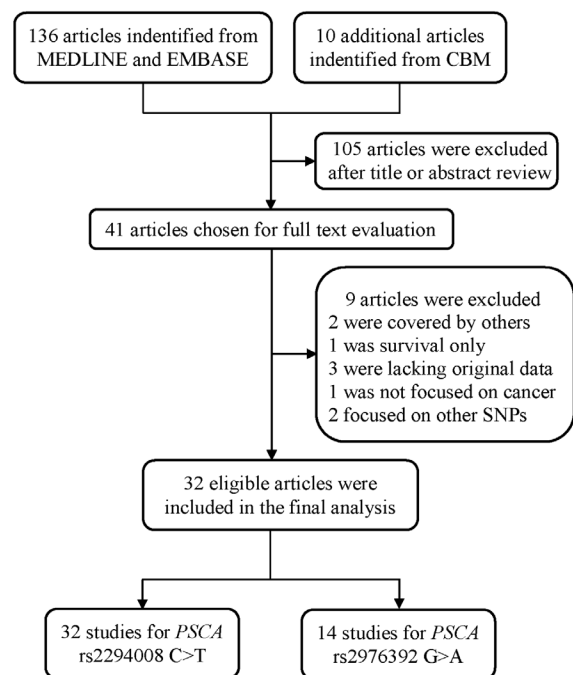 136 articles indentified from
MEDLINE and EMBASE
10 additional articles
indentified from CBM
105 articles were excluded
after title or abstract review
41 articles chosen for full text evaluation
9 articles were excluded
2 were covered by others
1 was survival only
3 were lacking original data
1 was not focused on cancer
2 focused on other SNPs
32 eligible articles were
included in the final analysis
32 studies for PSCA
rs2294008 C>T
14 studies for PSCA
rs2976392 G>A